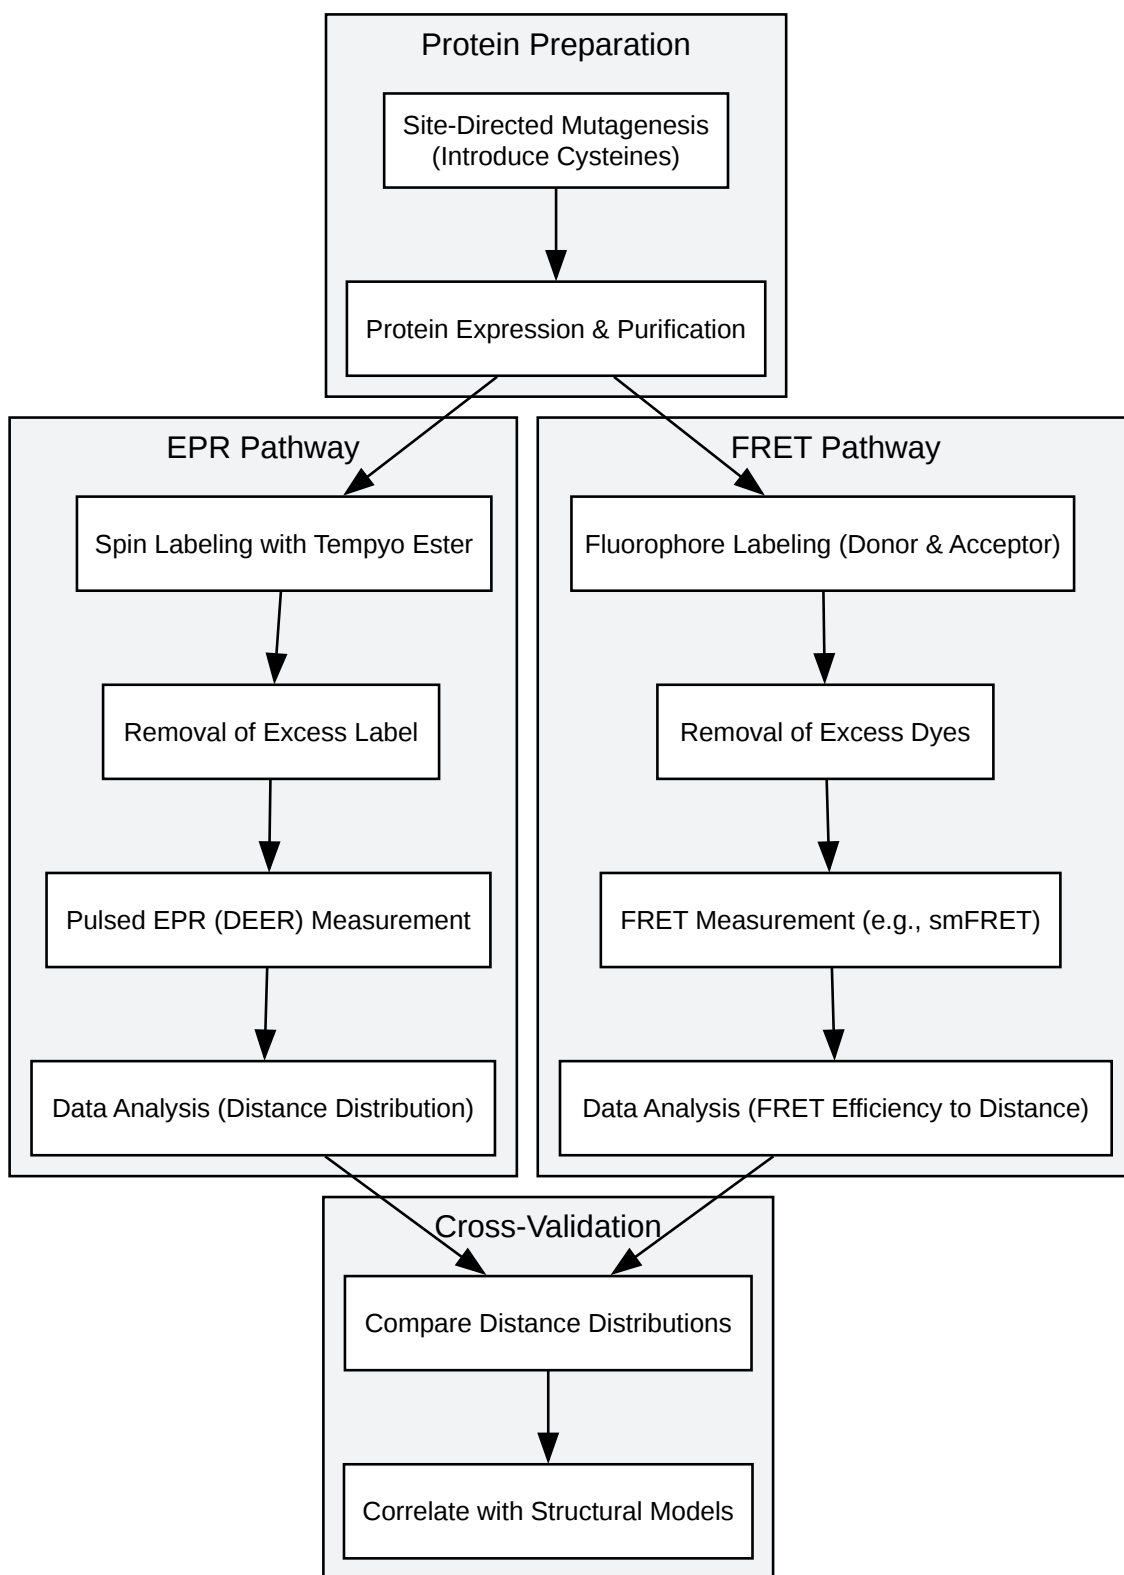 Protein Preparation
Site-Directed Mutagenesis
(Introduce Cysteines)
Protein Expression & Purification
EPR Pathway
Spin Labeling with Tempyo Ester
Removal of Excess Label
Pulsed EPR (DEER) Measurement
Data Analysis (Distance Distribution)
FRET Pathway
Fluorophore Labeling (Donor & Acceptor)
Removal of Excess Dyes
FRET Measurement (e.g., smFRET)
Data Analysis (FRET Efficiency to Distance)
Cross-Validation
Compare Distance Distributions
Correlate with Structural Models